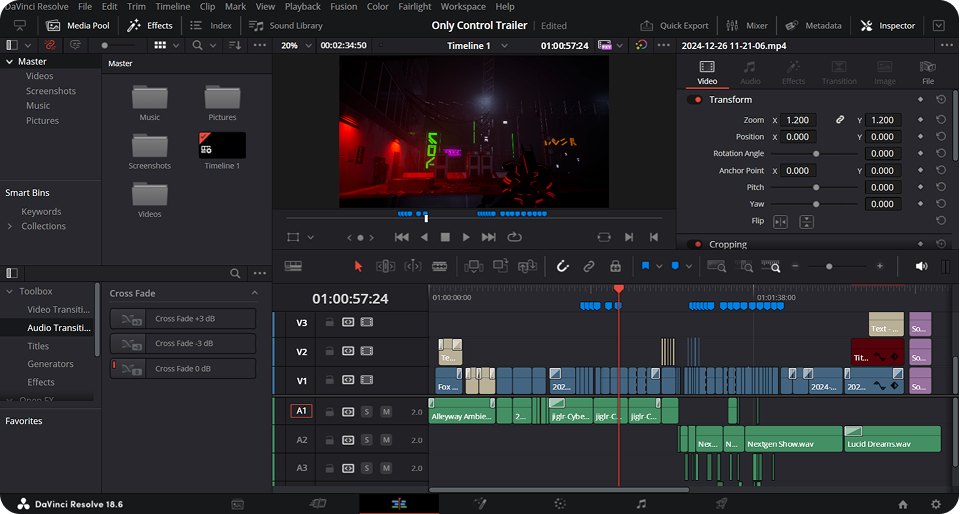 DaVinci Resolve File Edit Trim Timeline Clip Mark View Playback Fusion Color Fairlight Workspace Help
Media Pool Effects Index Sound Library Only Control Trailer Edited Quick Export Mixer Metadata Inspector
20% 00:02:34:50 Timeline 1 01:00:57:24 2024-12-26 11-21-06.mp4
Master
Videos
Screenshots
Music
Pictures
Smart Bins
Keywords
Collections
Master
Music
Pictures
Screenshots
Timeline 1
Videos
Video Audio Effects Transition Image File
Transform
Zoom X 1.200 Y 1.200
Position X 0.000 Y 0.000
Rotation Angle 0.000
Anchor Point X 0.000 Y 0.000
Pitch 0.000
Yaw 0.000
Flip
Cropping
Toolbox
Video Transiti...
Audio Transiti...
Titles
Generators
Effects
Open FX
Favorites
Cross Fade
Cross Fade +3 dB
Cross Fade -3 dB
Cross Fade 0 dB
01:00:57:24
01:00:00:00
01:01:38:00
V3 Text - ... So...
V2 Te... Tit... So...
V1 Fox ... 202... 2024-... 202... So...
A1 S M 2.0 Alleyway Ambie... 2... jiglr-Cybe... jiglr-C... jiglr-C...
A2 S M 2.0 Nex... N... Nextgen Show.wav Lucid Dreams.wav
A3 S M 2.0
DaVinci Resolve 18.6